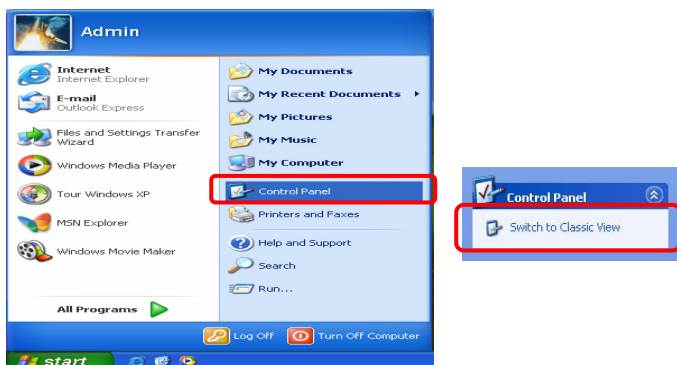 Admin
Internet
Internet Explorer
E-mail
Outlook Express
Files and Settings Transfer
Wizard
Windows Media Player
Tour Windows XP
MSN Explorer
Windows Movie Maker
All Programs
My Documents
My Recent Documents
My Pictures
My Music
My Computer
Control Panel
Printers and Faxes
Help and Support
Search
Run...
Log Off
Turn Off Computer
start
Control Panel
Switch to Classic View